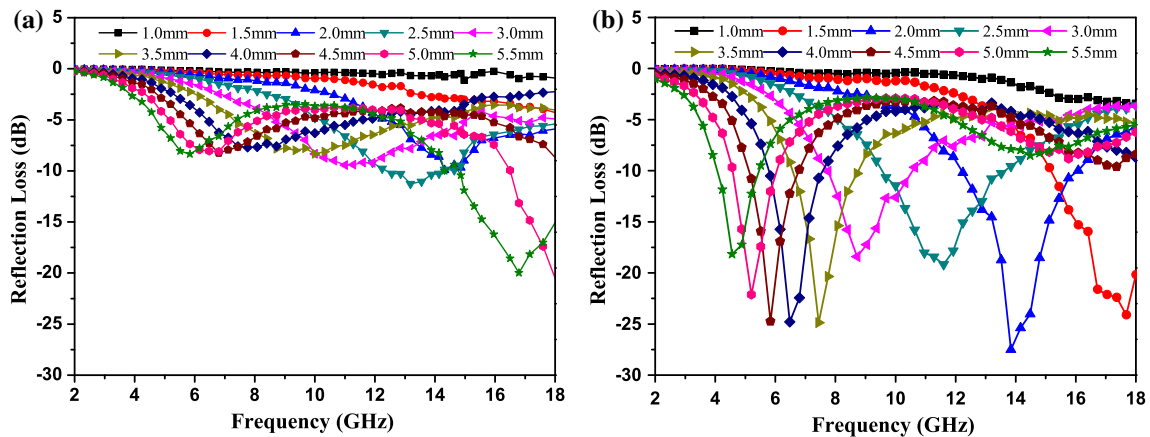 (a)
1.0mm 1.5mm 2.0mm 2.5mm 3.0mm
3.5mm 4.0mm 4.5mm 5.0mm 5.5mm
5
0
-5
-10
-15
-20
-25
-30
Reflection Loss (dB)
2 4 6 8 10 12 14 16 18
Frequency (GHz)
(b)
1.0mm 1.5mm 2.0mm 2.5mm 3.0mm
3.5mm 4.0mm 4.5mm 5.0mm 5.5mm
5
0
-5
-10
-15
-20
-25
-30
Reflection Loss (dB)
2 4 6 8 10 12 14 16 18
Frequency (GHz)